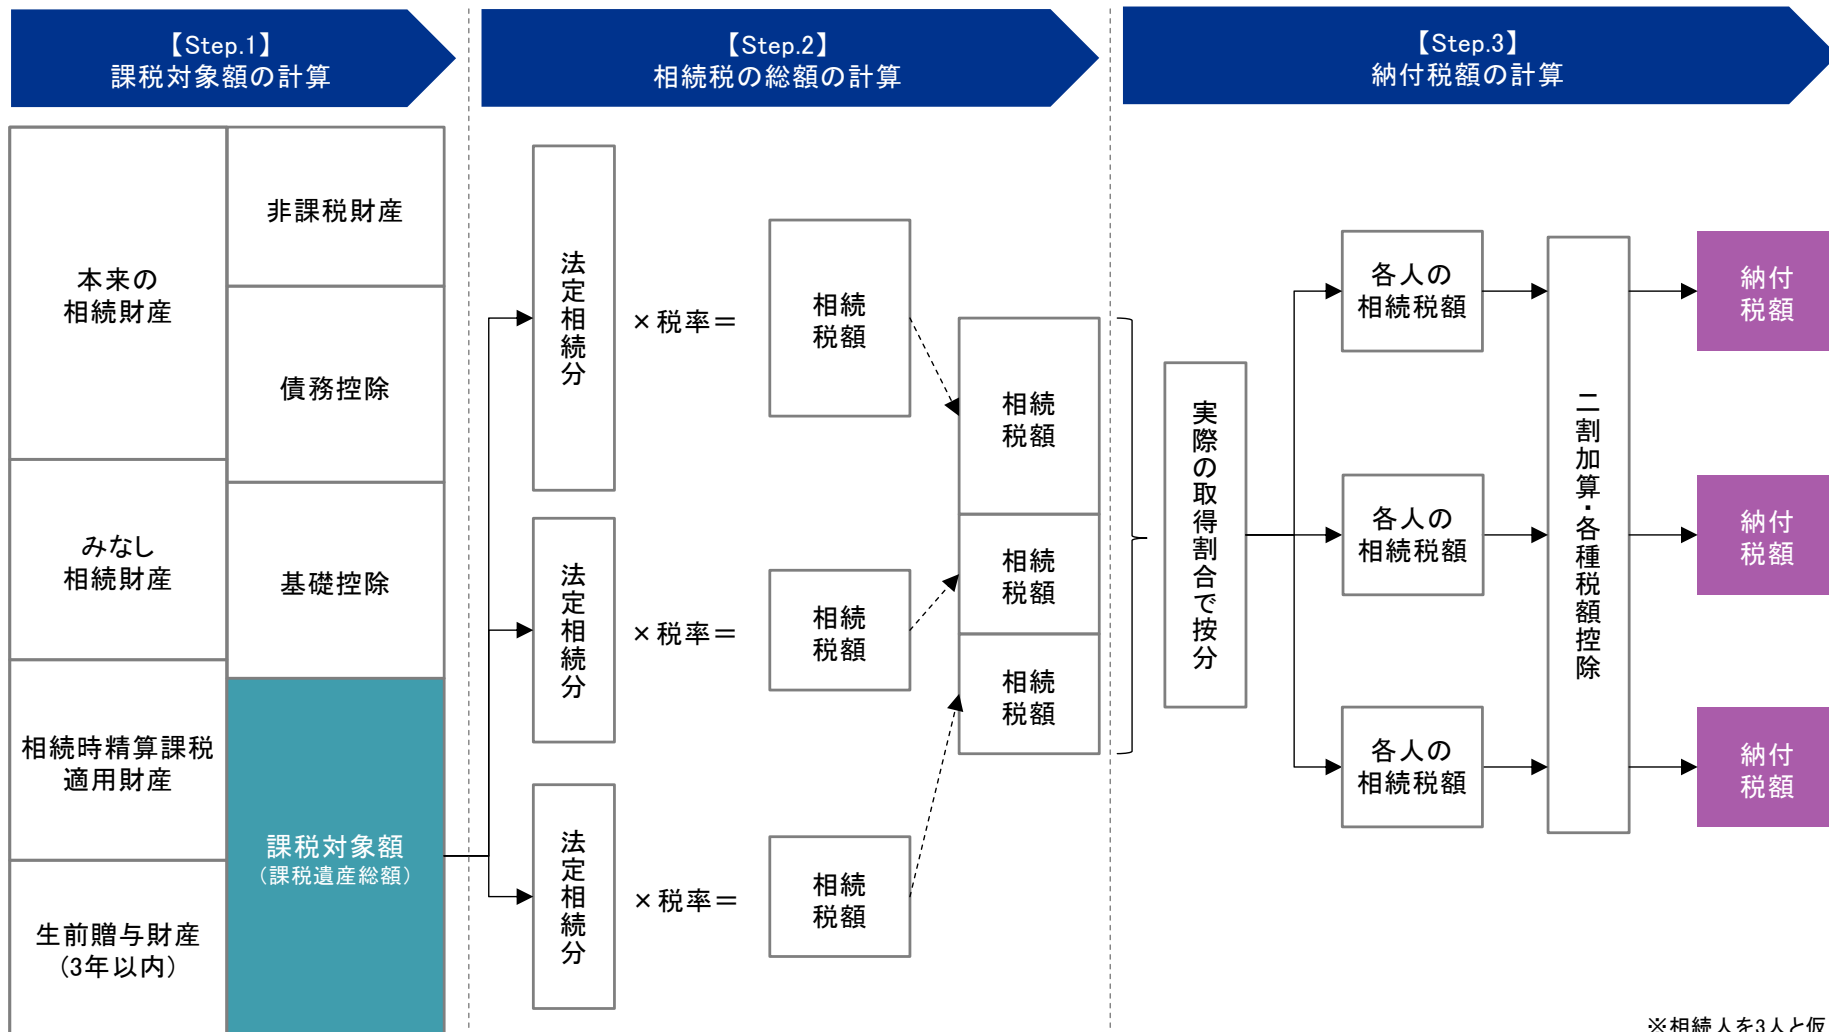 【Step.1】
課税対象額の計算
【Step.2】
相続税の総額の計算
【Step.3】
納付税額の計算
本来の
相続財産
みなし
相続財産
相続時精算課税
適用財産
生前贈与財産
(3年以内)
非課税財産
債務控除
基礎控除
課税対象額
（課税遺産総額）
法定相続分
×税率＝
相続
税額
法定相続分
×税率＝
相続
税額
法定相続分
×税率＝
相続
税額
相続
税額
相続
税額
相続
税額
実際の取得割合で按分
各人の
相続税額
各人の
相続税額
各人の
相続税額
二割加算・各種税額控除
納付
税額
納付
税額
納付
税額
※相続人を3人と仮